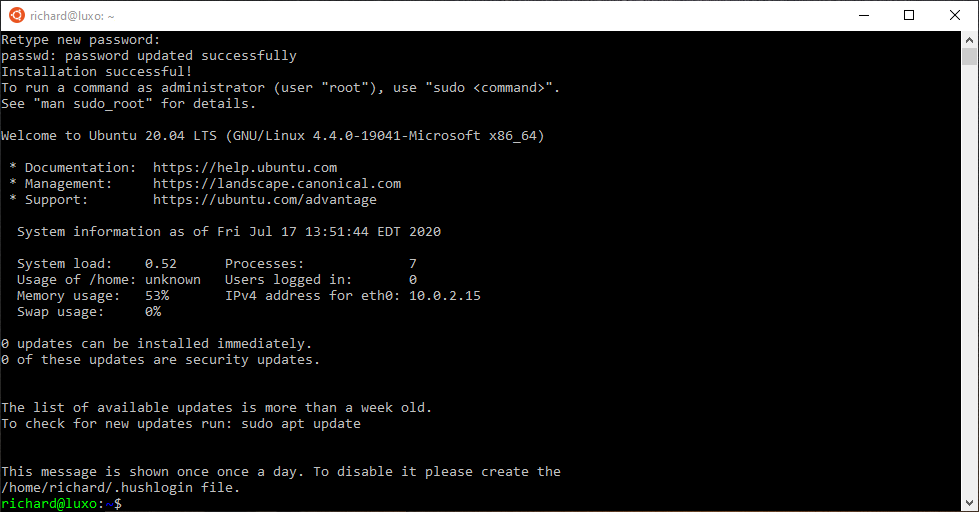 richard@luxo: ~
Retype new password:
passwd: password updated successfully
Installation successful!
To run a command as administrator (user "root"), use "sudo <command>".
See "man sudo_root" for details.
Welcome to Ubuntu 20.04 LTS (GNU/Linux 4.4.0-19041-Microsoft x86_64)
* Documentation:  https://help.ubuntu.com
* Management:     https://landscape.canonical.com
* Support:        https://ubuntu.com/advantage
System information as of Fri Jul 17 13:51:44 EDT 2020
System load:    0.52      Processes:             7
Usage of /home: unknown   Users logged in:       0
Memory usage:   53%       IPv4 address for eth0: 10.0.2.15
Swap usage:     0%
0 updates can be installed immediately.
0 of these updates are security updates.
The list of available updates is more than a week old.
To check for new updates run: sudo apt update
This message is shown once once a day. To disable it please create the
/home/richard/.hushlogin file.
richard@luxo:~$